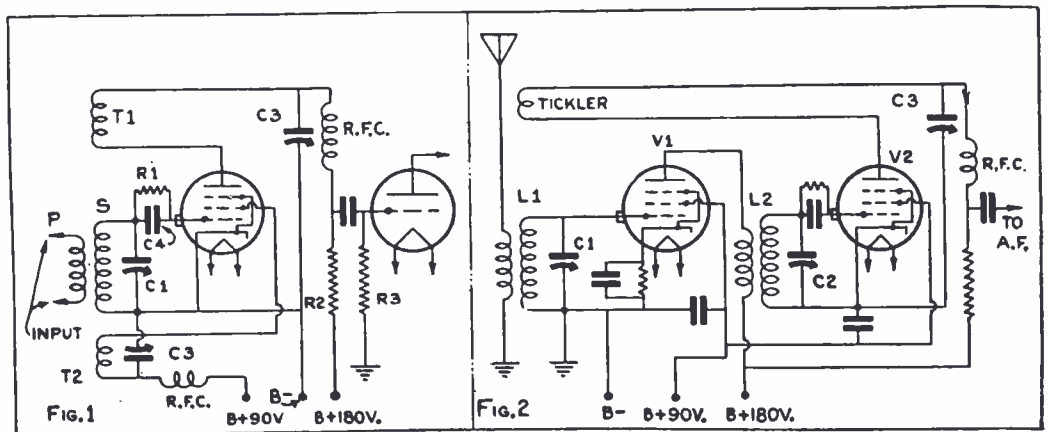 T1
C3
R.F.C.
R1
P
S
C4
C1
R2
R3
INPUT
T2
C3
R.F.C.
B+90V
B-
B+180V.
FIG.1
TICKLER
C3
V1
V2
R.F.C.
L1
L2
TO
A.F.
C1
C2
FIG.2
B-
B+90V.
B+180V.